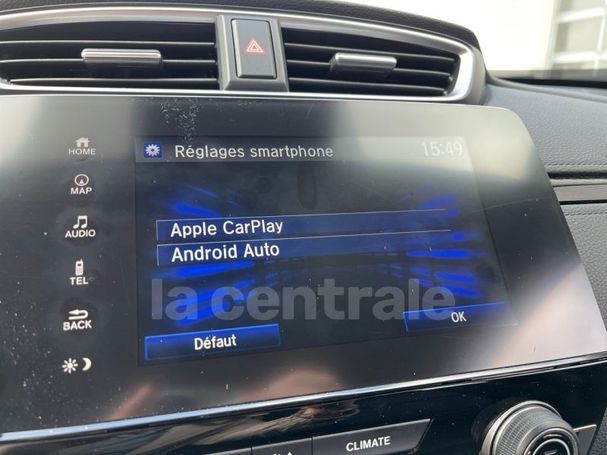 Réglages smartphone 15:49
HOME
MAP
AUDIO
TEL
BACK
Apple CarPlay
Android Auto
la centrale
Défaut
OK
CLIMATE